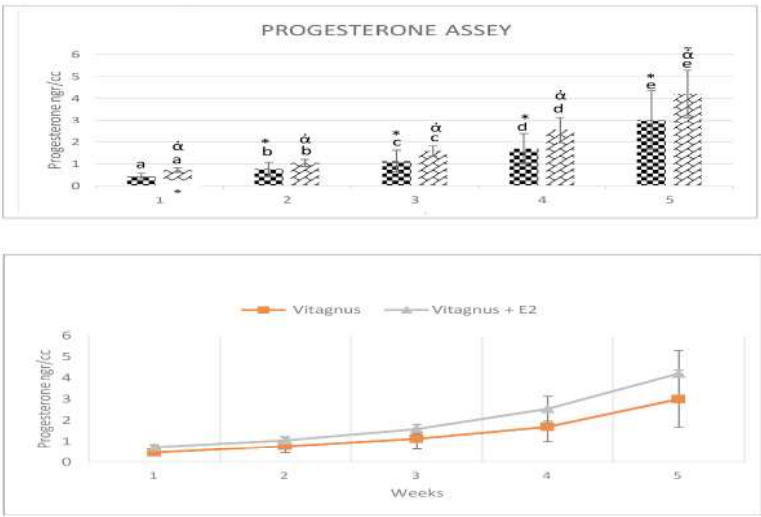 PROGESTERONE ASSEY
Progesterone ngr/cc
6
5
4
3
2
1
0
a
ά
a
*
b
ά
b
*
c
ά
c
*
d
ά
d
*
e
ά
e
*
1
2
3
4
5
Vitagnus
Vitagnus + E2
Progesterone ngr/cc
6
5
4
3
2
1
0
1
2
3
4
5
Weeks